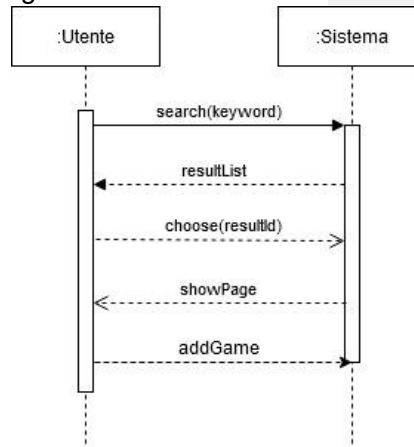 :Utente
:Sistema
search(keyword)
resultList
choose(resultId)
showPage
addGame